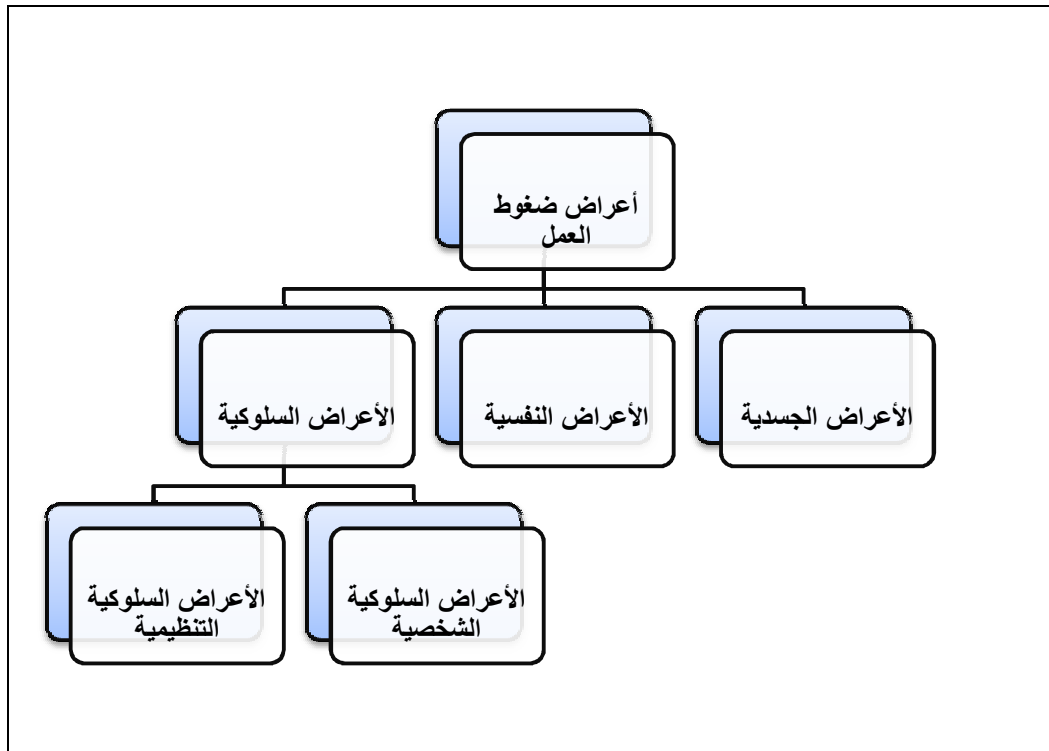 أعراض ضغوط
العمل
الأعراض الجسدية
الأعراض النفسية
الأعراض السلوكية
الأعراض السلوكية
الشخصية
الأعراض السلوكية
التنظيمية